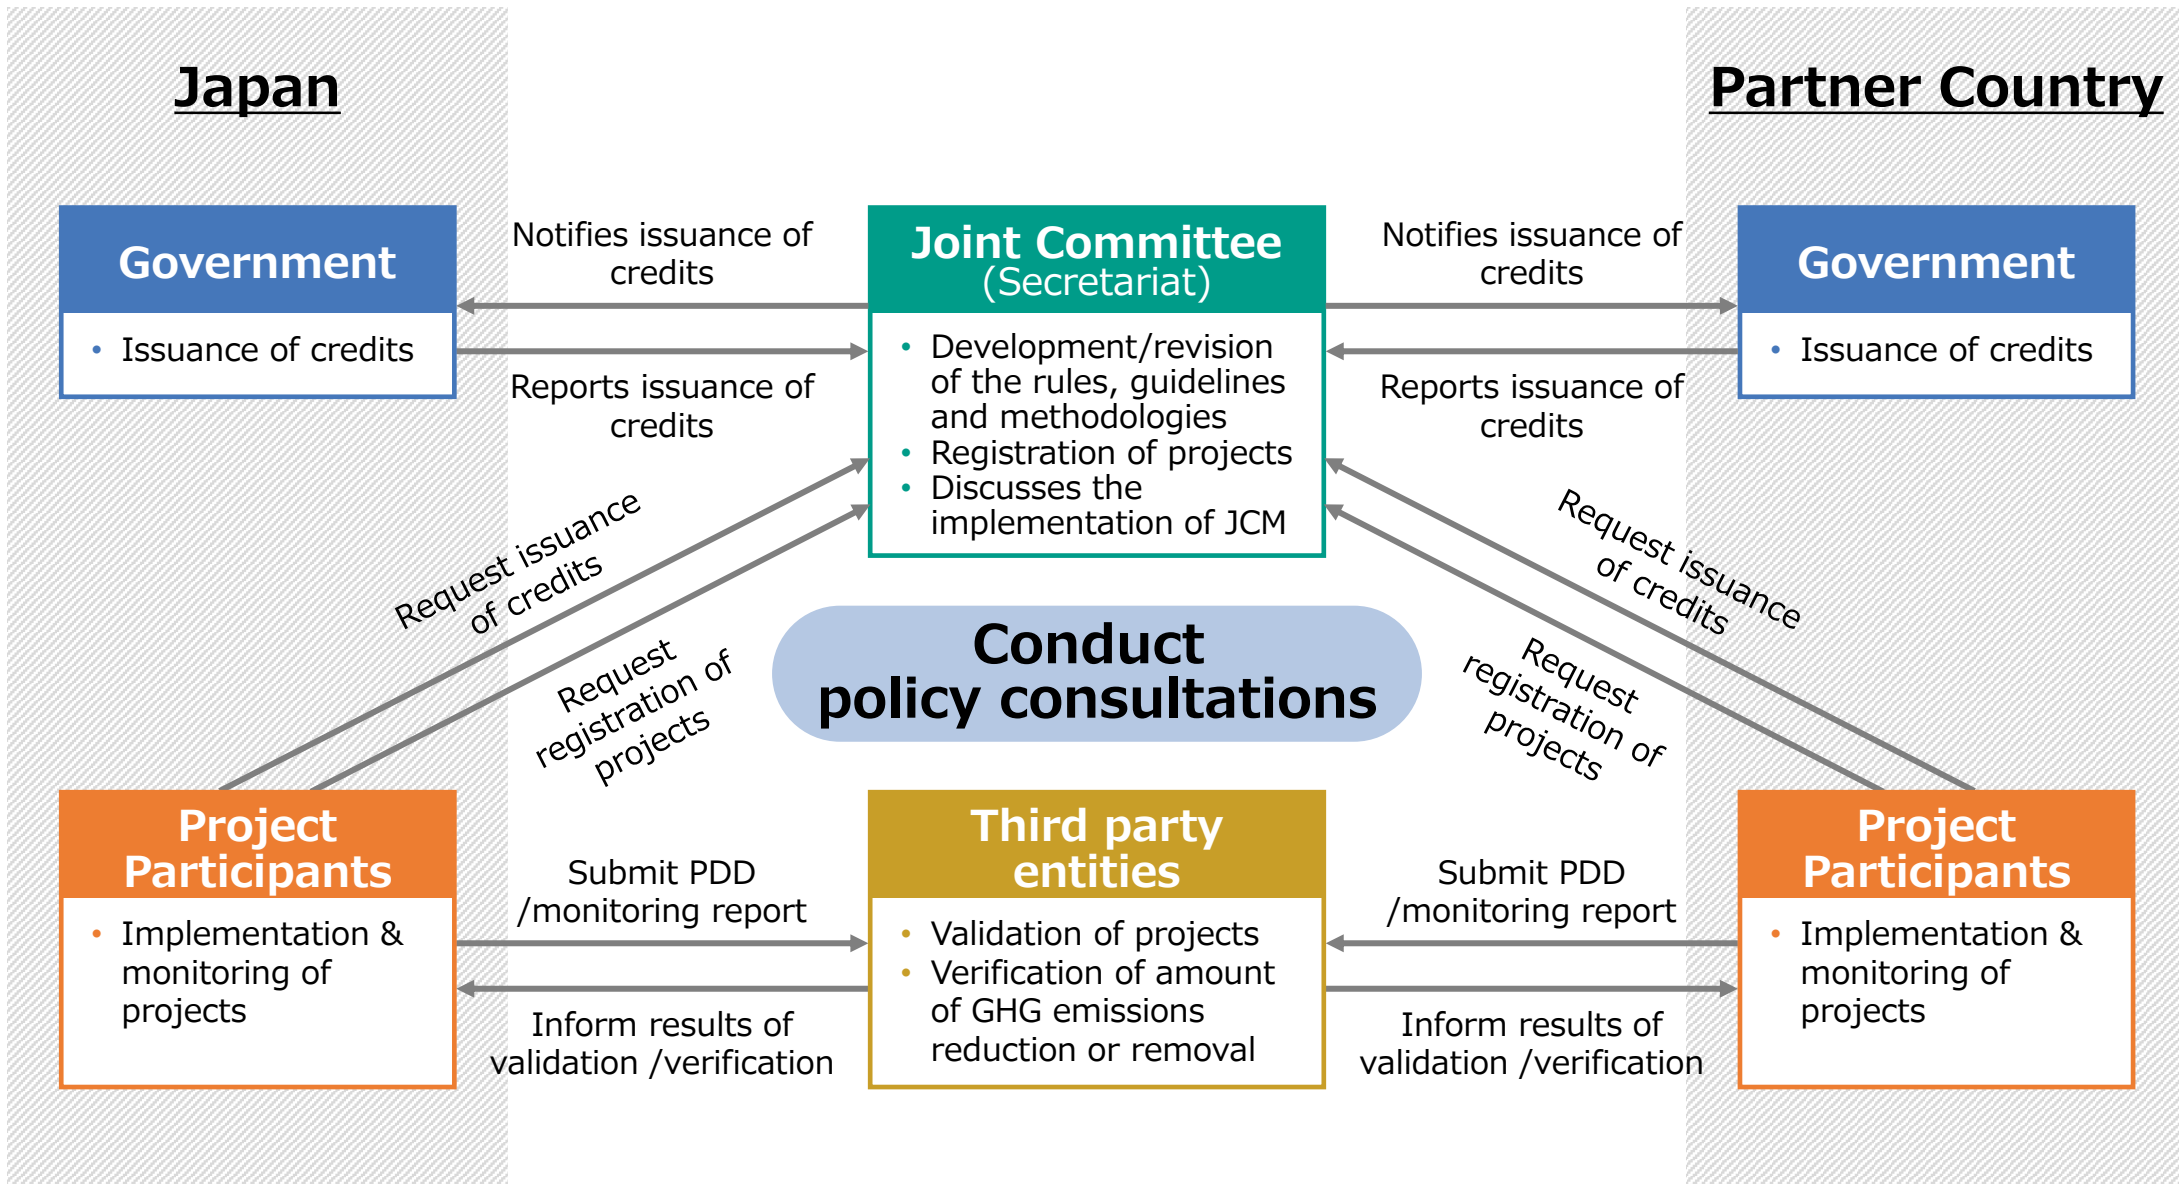 Japan
Partner Country
Government
• Issuance of credits
Notifies issuance of
credits
Reports issuance of
credits
Joint Committee
(Secretariat)
• Development/revision
of the rules, guidelines
and methodologies
• Registration of projects
• Discusses the
implementation of JCM
Notifies issuance of
credits
Reports issuance of
credits
Government
• Issuance of credits
Request issuance
of credits
Request
registration of
projects
Conduct
policy consultations
Request issuance
of credits
Request
registration of
projects
Project
Participants
• Implementation &
monitoring of
projects
Submit PDD
/monitoring report
Inform results of
validation /verification
Third party
entities
• Validation of projects
• Verification of amount
of GHG emissions
reduction or removal
Submit PDD
/monitoring report
Inform results of
validation /verification
Project
Participants
• Implementation &
monitoring of
projects